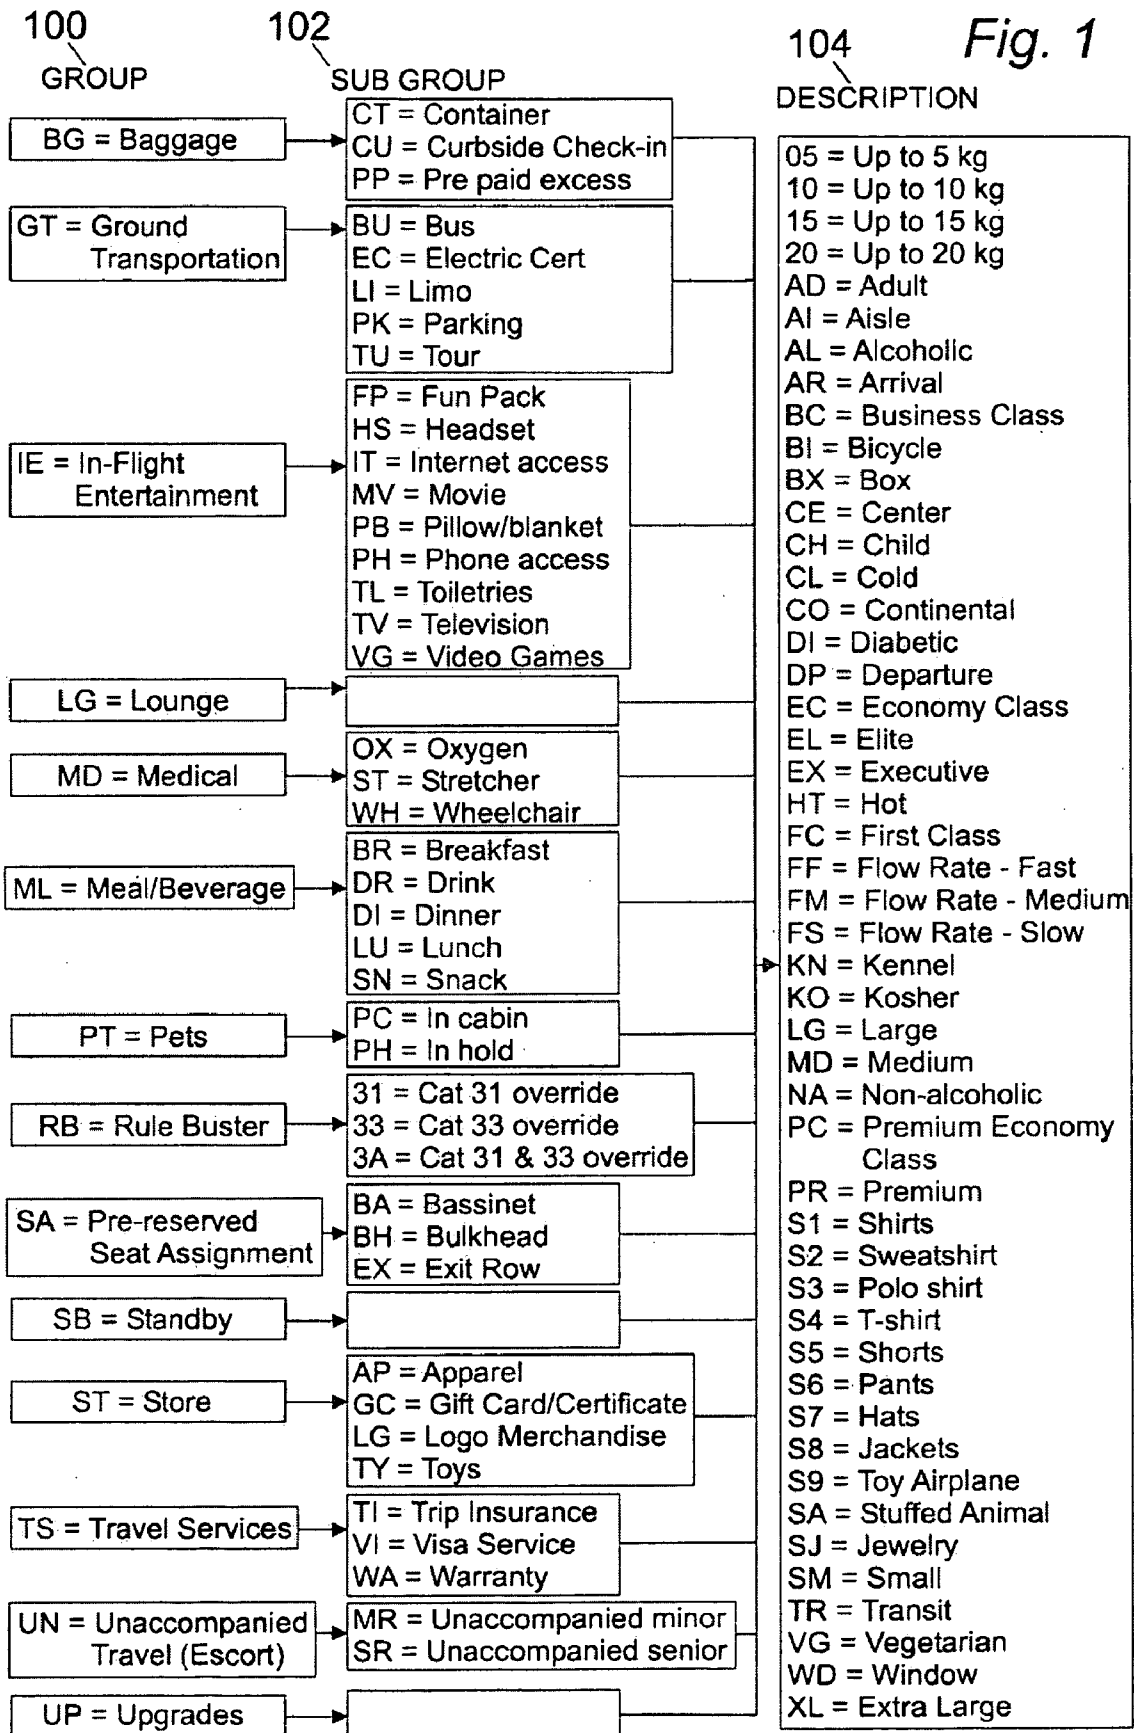 100
102
104
Fig. 1
GROUP
SUB GROUP
DESCRIPTION
BG = Baggage
CT = Container
CU = Curbside Check-in
PP = Pre paid excess
GT = Ground
Transportation
BU = Bus
EC = Electric Cert
LI = Limo
PK = Parking
TU = Tour
IE = In-Flight
Entertainment
FP = Fun Pack
HS = Headset
IT = Internet access
MV = Movie
PB = Pillow/blanket
PH = Phone access
TL = Toiletries
TV = Television
VG = Video Games
LG = Lounge
MD = Medical
OX = Oxygen
ST = Stretcher
WH = Wheelchair
ML = Meal/Beverage
BR = Breakfast
DR = Drink
DI = Dinner
LU = Lunch
SN = Snack
PT = Pets
PC = In cabin
PH = In hold
RB = Rule Buster
31 = Cat 31 override
33 = Cat 33 override
3A = Cat 31 & 33 override
SA = Pre-reserved
Seat Assignment
BA = Bassinet
BH = Bulkhead
EX = Exit Row
SB = Standby
ST = Store
AP = Apparel
GC = Gift Card/Certificate
LG = Logo Merchandise
TY = Toys
TS = Travel Services
TI = Trip Insurance
VI = Visa Service
WA = Warranty
UN = Unaccompanied
Travel (Escort)
MR = Unaccompanied minor
SR = Unaccompanied senior
UP = Upgrades
05 = Up to 5 kg
10 = Up to 10 kg
15 = Up to 15 kg
20 = Up to 20 kg
AD = Adult
AI = Aisle
AL = Alcoholic
AR = Arrival
BC = Business Class
BI = Bicycle
BX = Box
CE = Center
CH = Child
CL = Cold
CO = Continental
DI = Diabetic
DP = Departure
EC = Economy Class
EL = Elite
EX = Executive
HT = Hot
FC = First Class
FF = Flow Rate - Fast
FM = Flow Rate - Medium
FS = Flow Rate - Slow
KN = Kennel
KO = Kosher
LG = Large
MD = Medium
NA = Non-alcoholic
PC = Premium Economy
Class
PR = Premium
S1 = Shirts
S2 = Sweatshirt
S3 = Polo shirt
S4 = T-shirt
S5 = Shorts
S6 = Pants
S7 = Hats
S8 = Jackets
S9 = Toy Airplane
SA = Stuffed Animal
SJ = Jewelry
SM = Small
TR = Transit
VG = Vegetarian
WD = Window
XL = Extra Large